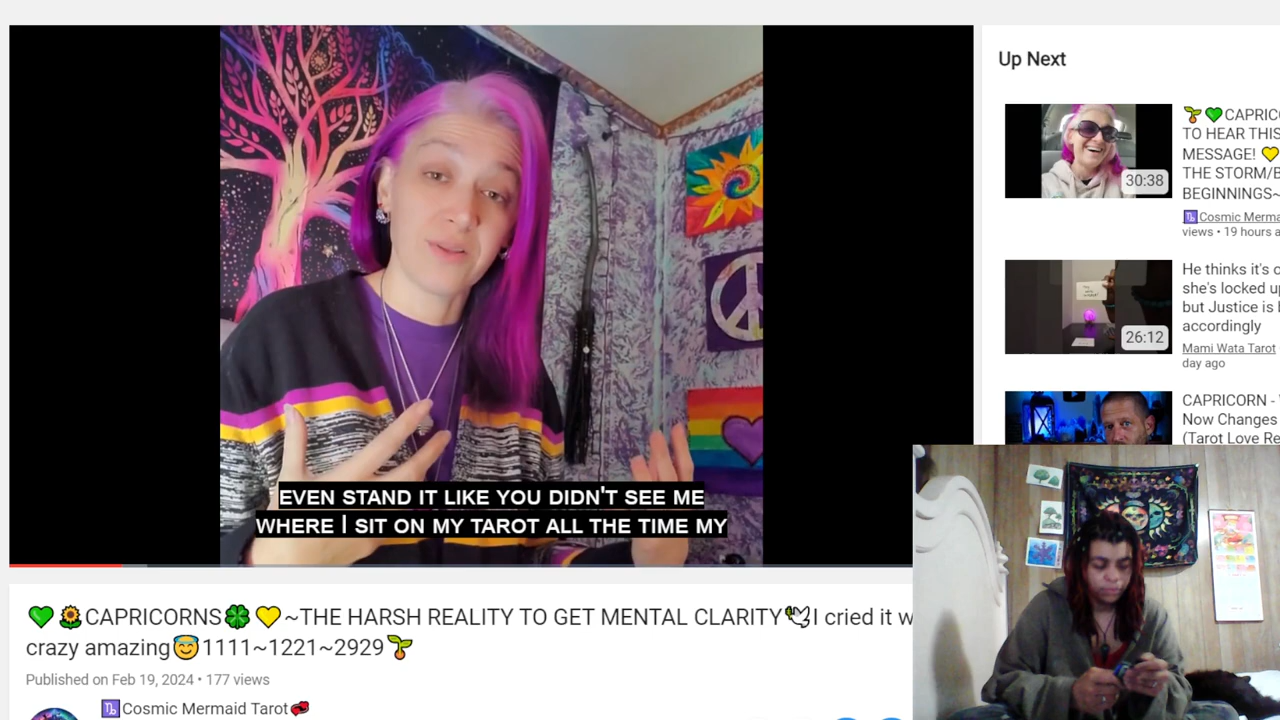 Up Next
EVEN STAND IT LIKE YOU DIDN'T SEE ME
WHERE I SIT ON MY TAROT ALL THE TIME MY
💚🌻CAPRICORNS🍀💛~THE HARSH REALITY TO GET MENTAL CLARITY🕊I cried it w
crazy amazing😇1111~1221~2929🌱
Published on Feb 19, 2024 • 177 views
♑Cosmic Mermaid Tarot💞
🌱💚CAPRICO
TO HEAR THIS
MESSAGE! 💛
THE STORM/B
BEGINNINGS~
30:38
♑Cosmic Merma
views • 19 hours a
He thinks it's o
she's locked up
but Justice is b
accordingly
26:12
Mami Wata Tarot
day ago
CAPRICORN -
Now Changes
(Tarot Love Re